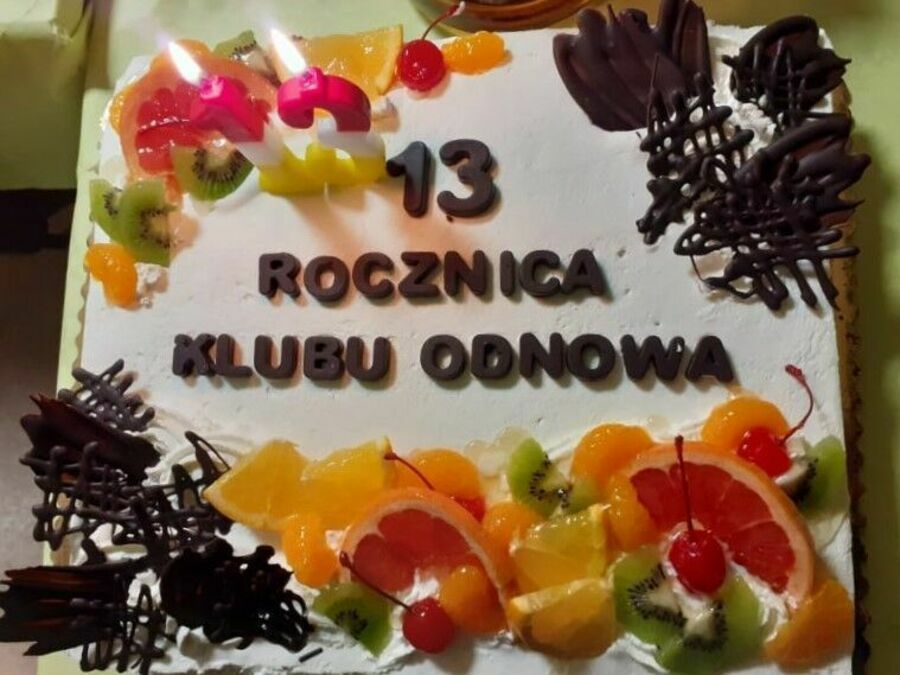 13
ROCZNICA
KLUBU ODNOWA